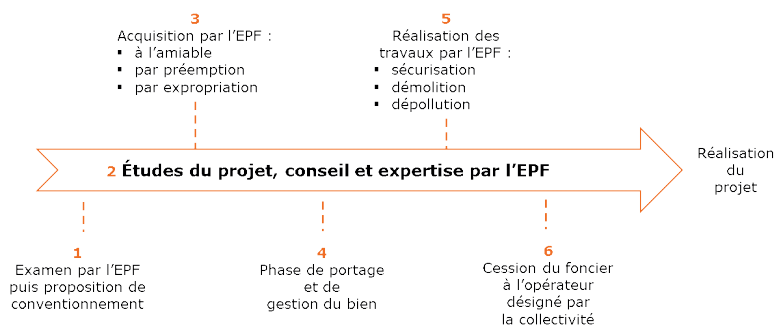 3
Acquisition par l'EPF :
▪ à l'amiable
▪ par préemption
▪ par expropriation
5
Réalisation des
travaux par l'EPF :
▪ sécurisation
▪ démolition
▪ dépollution
2 Études du projet, conseil et expertise par l'EPF
Réalisation
du
projet
1
Examen par l'EPF
puis proposition de
conventionnement
4
Phase de portage
et de
gestion du bien
6
Cession du foncier
à l'opérateur
désigné par
la collectivité